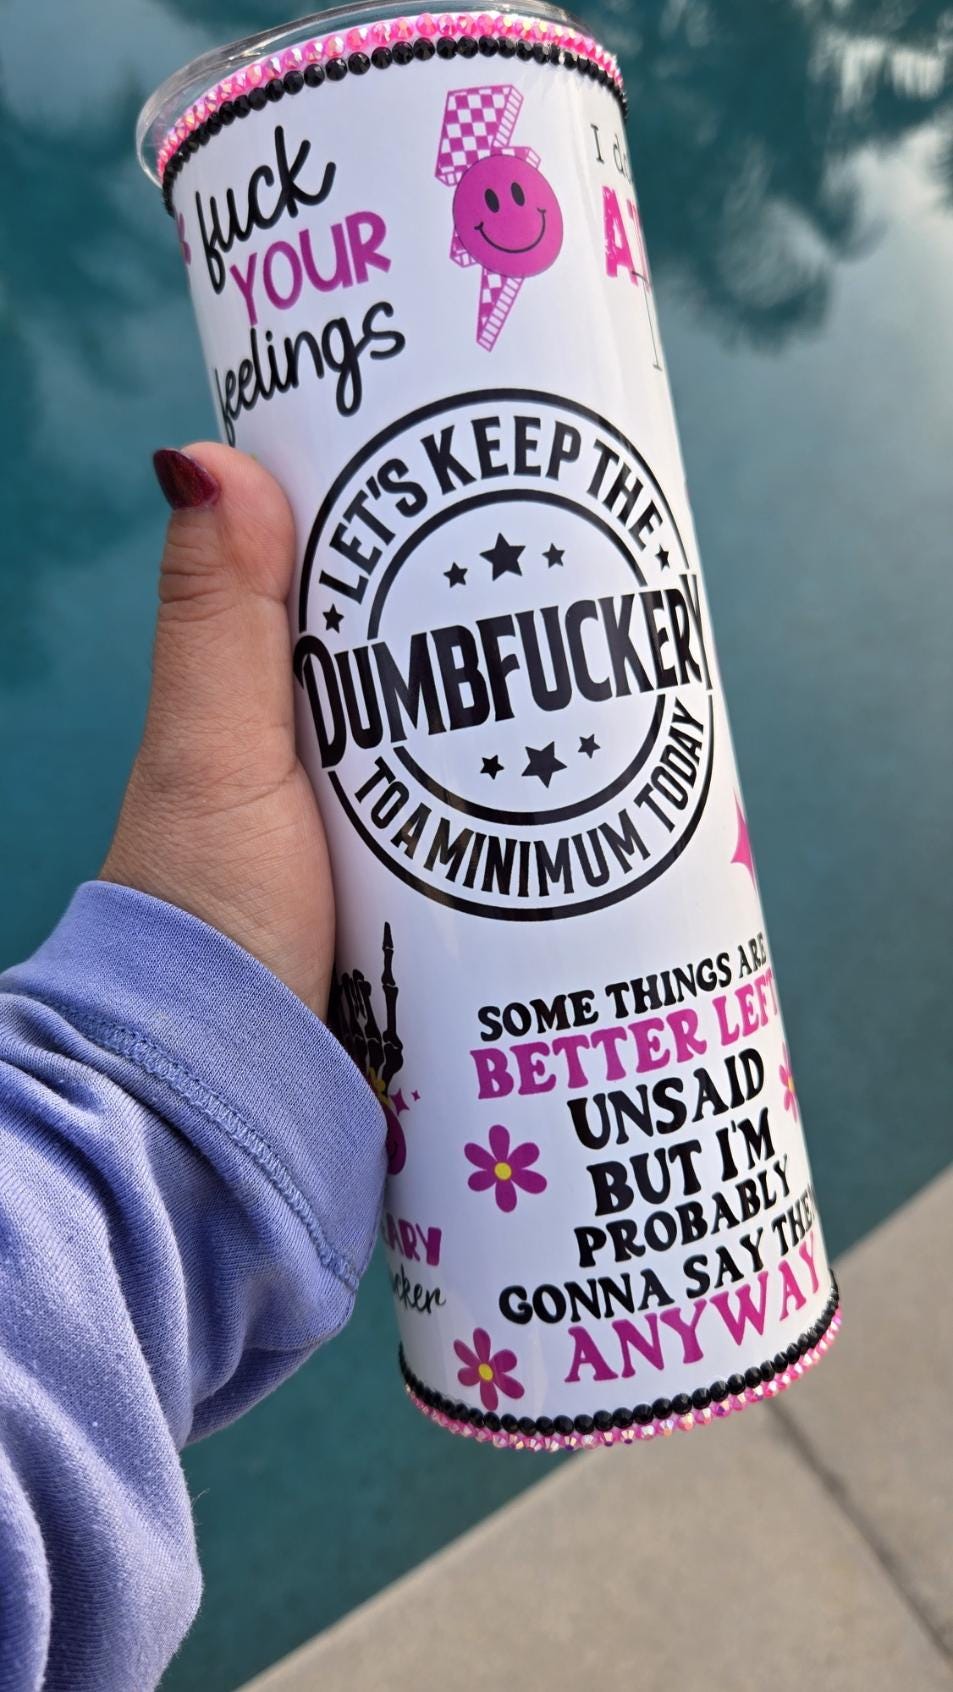 fuck
YOUR
feelings
I
LET'S KEEP THE
DUMBFUCKERY
TO A MINIMUM TODAY
SOME THINGS ARE
BETTER LEFT
UNSAID
BUT I'M
PROBABLY
GONNA SAY THEM
ANYWAY